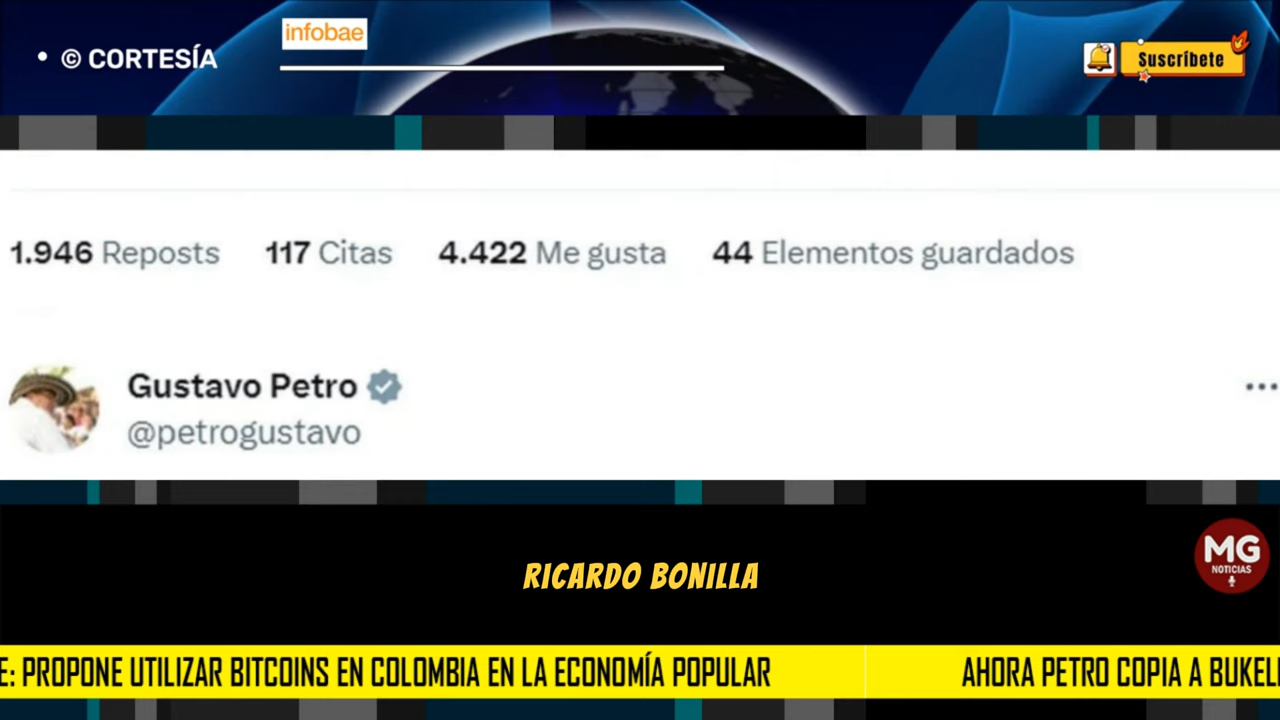 • © CORTESÍA
infobae
Suscríbete
1.946 Reposts 117 Citas 4.422 Me gusta 44 Elementos guardados
Gustavo Petro
@petrogustavo
RICARDO BONILLA
MG
NOTICIAS
E: PROPONE UTILIZAR BITCOINS EN COLOMBIA EN LA ECONOMÍA POPULAR AHORA PETRO COPIA A BUKEL